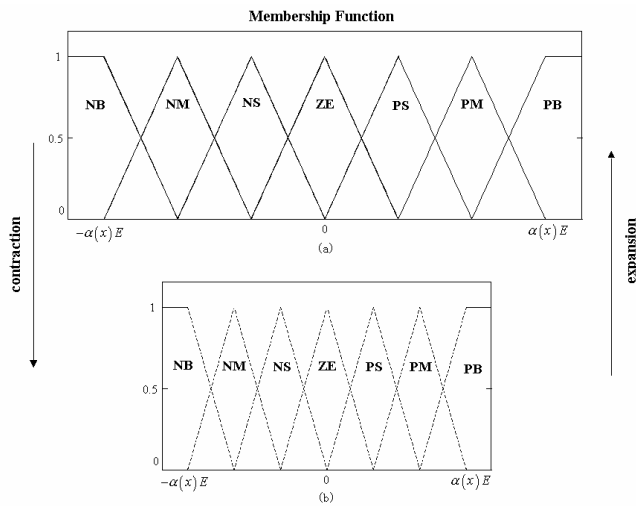 Membership Function
1
NB NM NS ZE PS PM PB
0.5
0
-α(x)E 0 α(x)E
(a)
contraction
expansion
1
NB NM NS ZE PS PM PB
0.5
0
-α(x)E 0 α(x)E
(b)